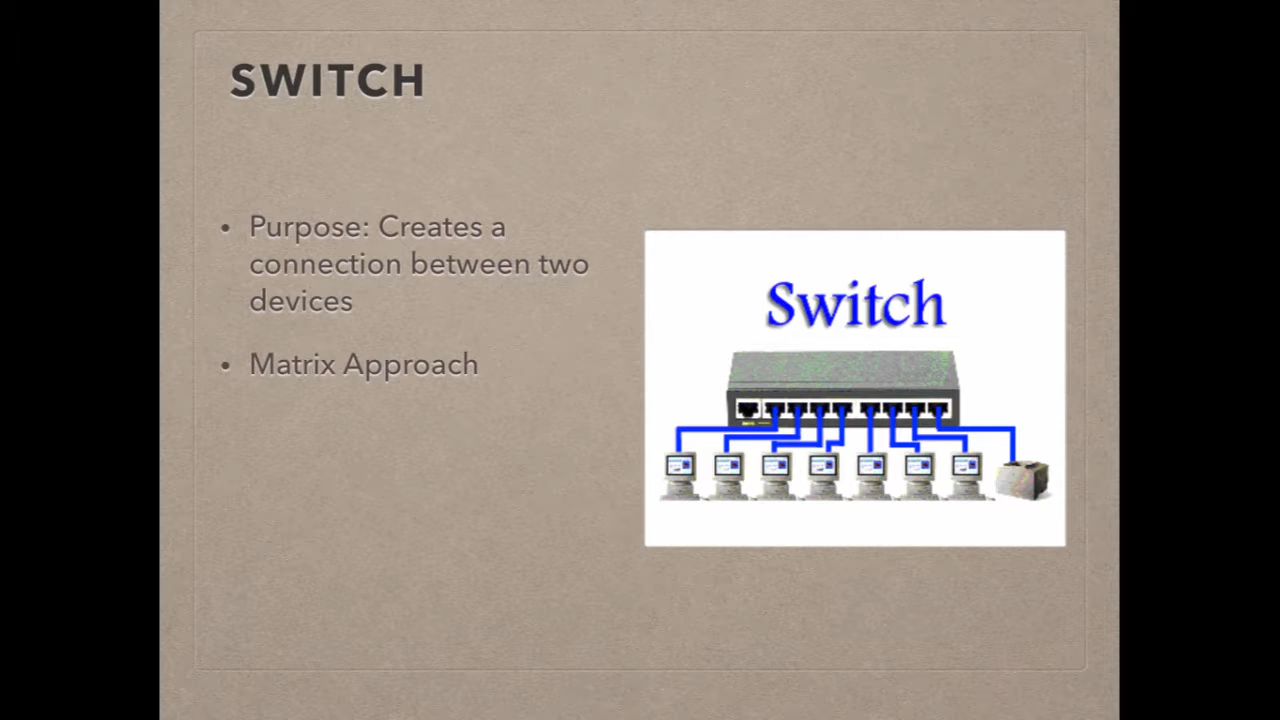 SWITCH
• Purpose: Creates a
connection between two
devices
• Matrix Approach
Switch